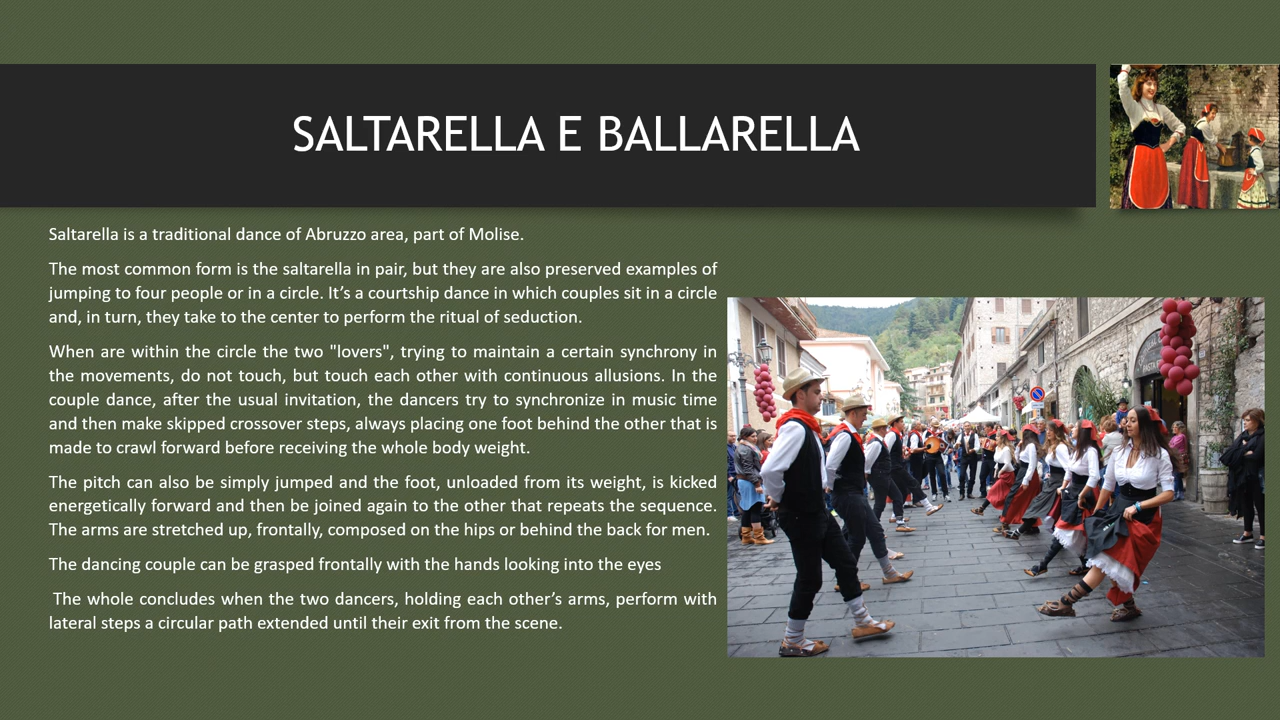 SALTARELLA E BALLARELLA
Saltarella is a traditional dance of Abruzzo area, part of Molise.
The most common form is the saltarella in pair, but they are also preserved examples of
jumping to four people or in a circle. It’s a courtship dance in which couples sit in a circle
and, in turn, they take to the center to perform the ritual of seduction.
When are within the circle the two "lovers", trying to maintain a certain synchrony in
the movements, do not touch, but touch each other with continuous allusions. In the
couple dance, after the usual invitation, the dancers try to synchronize in music time
and then make skipped crossover steps, always placing one foot behind the other that is
made to crawl forward before receiving the whole body weight.
The pitch can also be simply jumped and the foot, unloaded from its weight, is kicked
energetically forward and then be joined again to the other that repeats the sequence.
The arms are stretched up, frontally, composed on the hips or behind the back for men.
The dancing couple can be grasped frontally with the hands looking into the eyes
The whole concludes when the two dancers, holding each other’s arms, perform with
lateral steps a circular path extended until their exit from the scene.